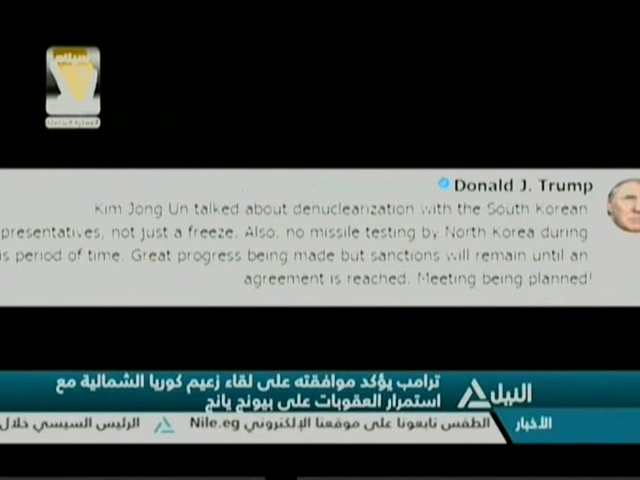 Donald J. Trump
Kim Jong Un talked about denuclearization with the South Korean
presentatives, not just a freeze. Also, no missile testing by North Korea during
is period of time. Great progress being made but sanctions will remain until an
agreement is reached. Meeting being planned!
النيل
ترامب يؤكد موافقته على لقاء زعيم كوريا الشمالية مع
استمرار العقوبات على بيونج يانج
الأخبار
الطقس تابعونا على موقعنا الإلكتروني Nile.eg
الرئيس السيسي خلال